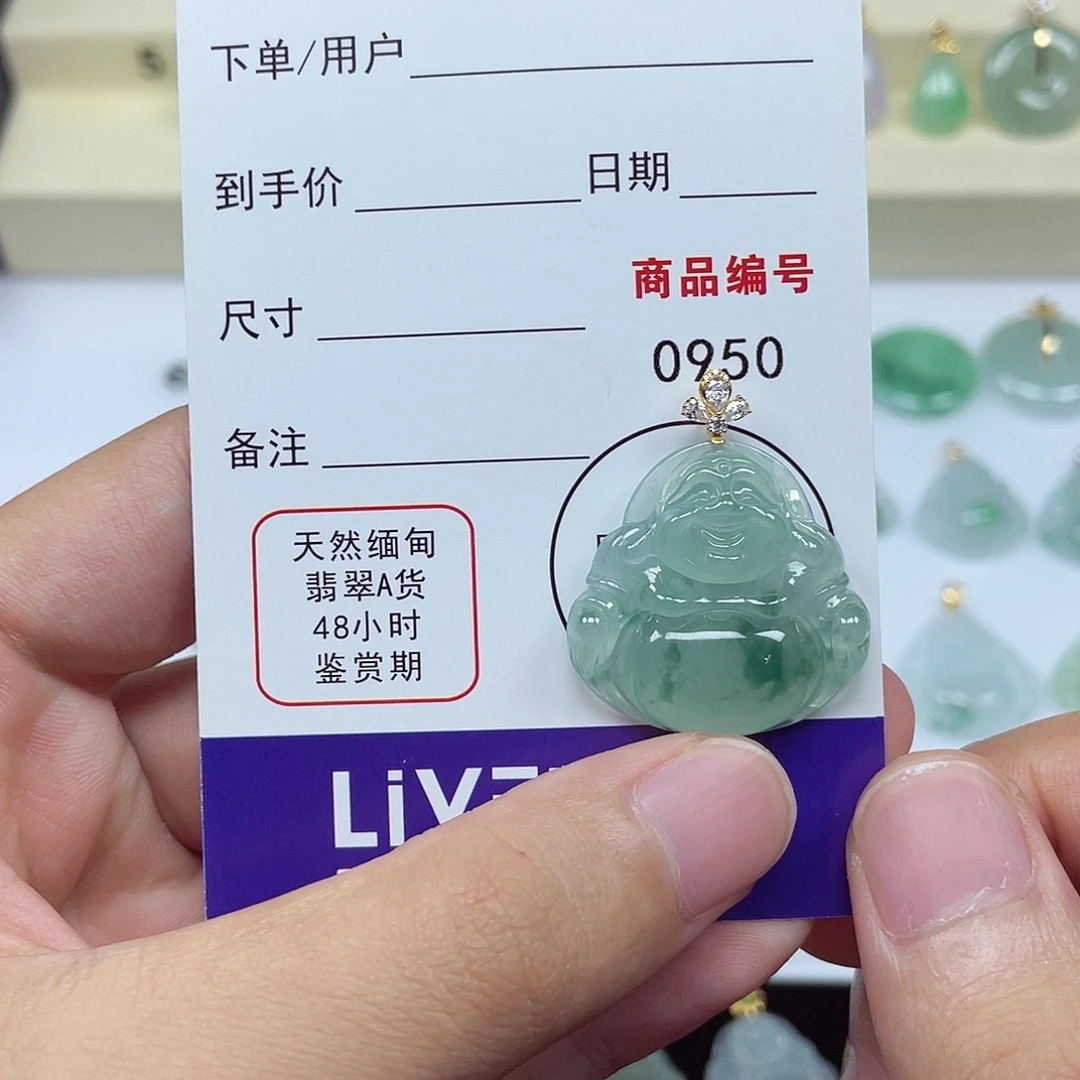 下单/用户
到手价 日期
商品编号
尺寸
0950
备注
天然缅甸
翡翠A货
48小时
鉴赏期